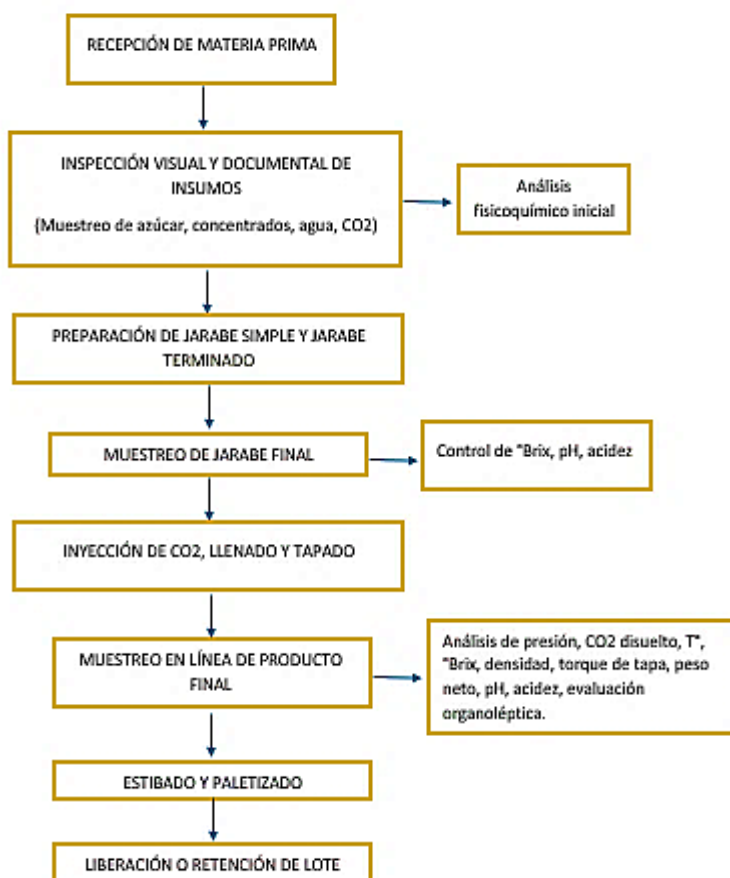 RECEPCIÓN DE MATERIA PRIMA
INSPECCIÓN VISUAL Y DOCUMENTAL DE
INSUMOS
(Muestreo de azúcar, concentrados, agua, CO2)
Análisis
fisicoquímico inicial
PREPARACIÓN DE JARABE SIMPLE Y JARABE
TERMINADO
MUESTREO DE JARABE FINAL
Control de °Brix, pH, acidez
INYECCIÓN DE CO2, LLENADO Y TAPADO
MUESTREO EN LÍNEA DE PRODUCTO
FINAL
Análisis de presión, CO2 disuelto, T°,
°Brix, densidad, torque de tapa, peso
neto, pH, acidez, evaluación
organoléptica.
ESTIBADO Y PALETIZADO
LIBERACIÓN O RETENCIÓN DE LOTE